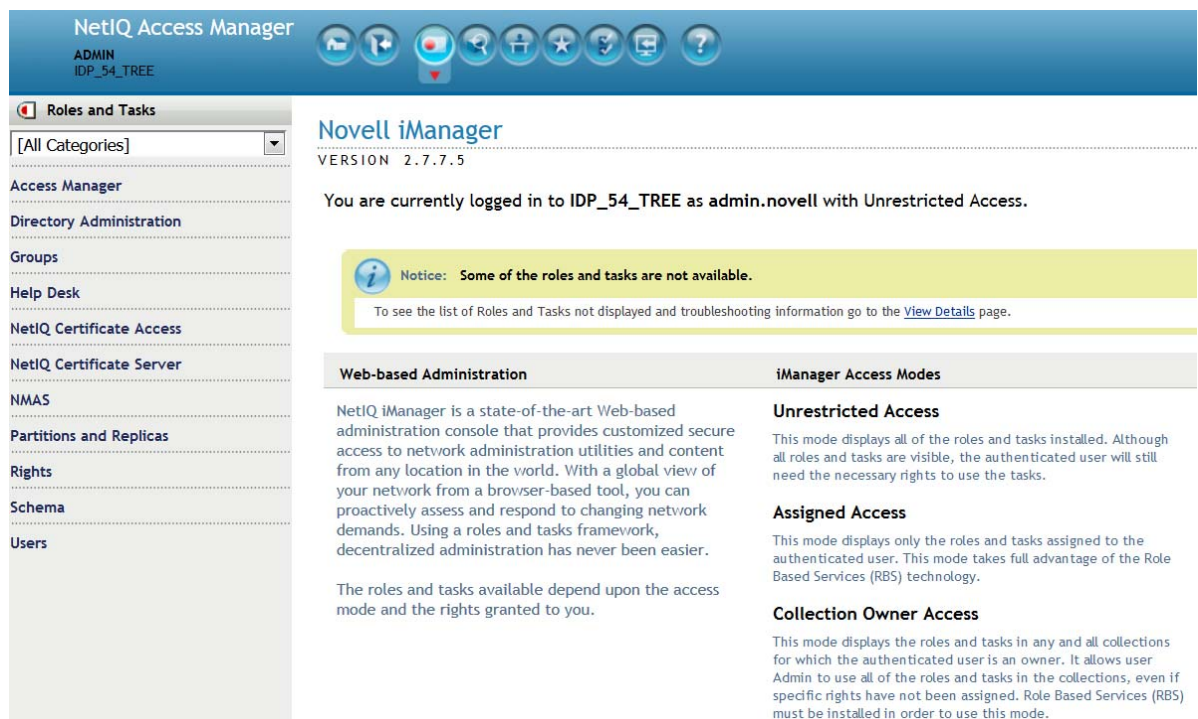 NetIQ Access Manager
ADMIN
IDP_54_TREE
?
Roles and Tasks
[All Categories]
Access Manager
Directory Administration
Groups
Help Desk
NetIQ Certificate Access
NetIQ Certificate Server
NMAS
Partitions and Replicas
Rights
Schema
Users
Novell iManager
VERSION 2.7.7.5
You are currently logged in to IDP_54_TREE as admin.novell with Unrestricted Access.
i Notice: Some of the roles and tasks are not available.
To see the list of Roles and Tasks not displayed and troubleshooting information go to the View Details page.
Web-based Administration
NetIQ iManager is a state-of-the-art Web-based
administration console that provides customized secure
access to network administration utilities and content
from any location in the world. With a global view of
your network from a browser-based tool, you can
proactively assess and respond to changing network
demands. Using a roles and tasks framework,
decentralized administration has never been easier.
The roles and tasks available depend upon the access
mode and the rights granted to you.
iManager Access Modes
Unrestricted Access
This mode displays all of the roles and tasks installed. Although
all roles and tasks are visible, the authenticated user will still
need the necessary rights to use the tasks.
Assigned Access
This mode displays only the roles and tasks assigned to the
authenticated user. This mode takes full advantage of the Role
Based Services (RBS) technology.
Collection Owner Access
This mode displays the roles and tasks in any and all collections
for which the authenticated user is an owner. It allows user
Admin to use all of the roles and tasks in the collections, even if
specific rights have not been assigned. Role Based Services (RBS)
must be installed in order to use this mode.